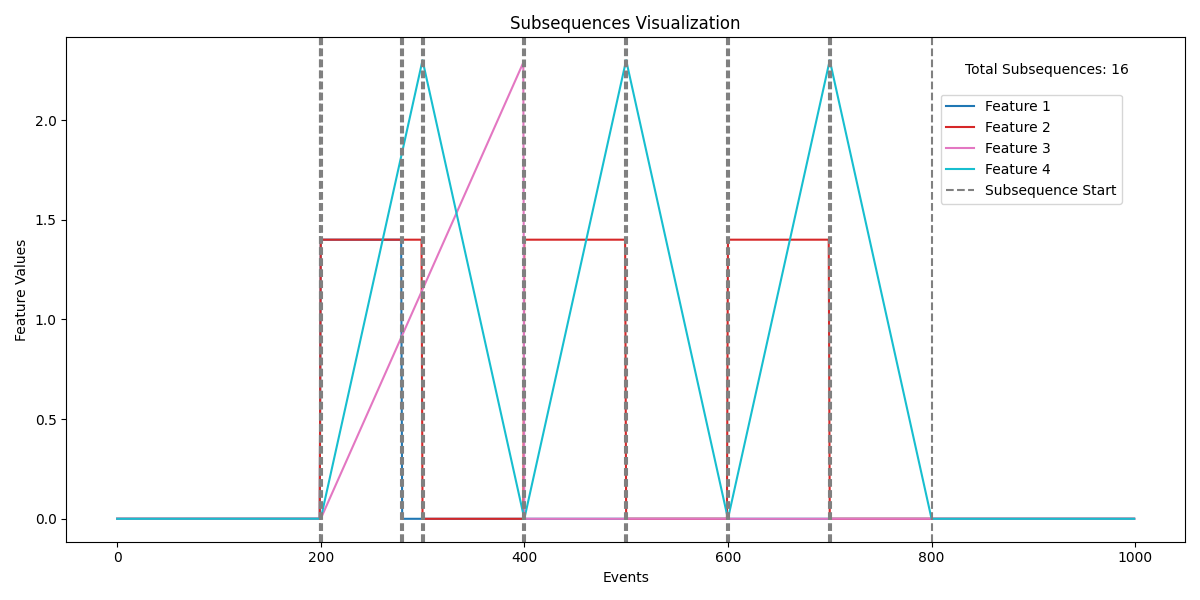 Subsequences Visualization
Total Subsequences: 16
Feature 1
Feature 2
Feature 3
Feature 4
Subsequence Start
Feature Values
2.0
1.5
1.0
0.5
0.0
0 200 400 600 800 1000
Events